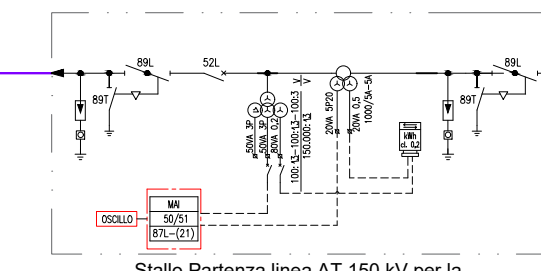 89L
52L
89L
89T
89T
50VA 3P
50VA 3P
80VA 0,2
100:√3-100:√3-100:3 V
150.000:√3 V
20VA 5P20
20VA 0,5
1000/5A-5A
kWh
cl. 0,2
OSCILLO
MAI
50/51
87L-(21)
Stallo Partenza linea AT 150 kV per la